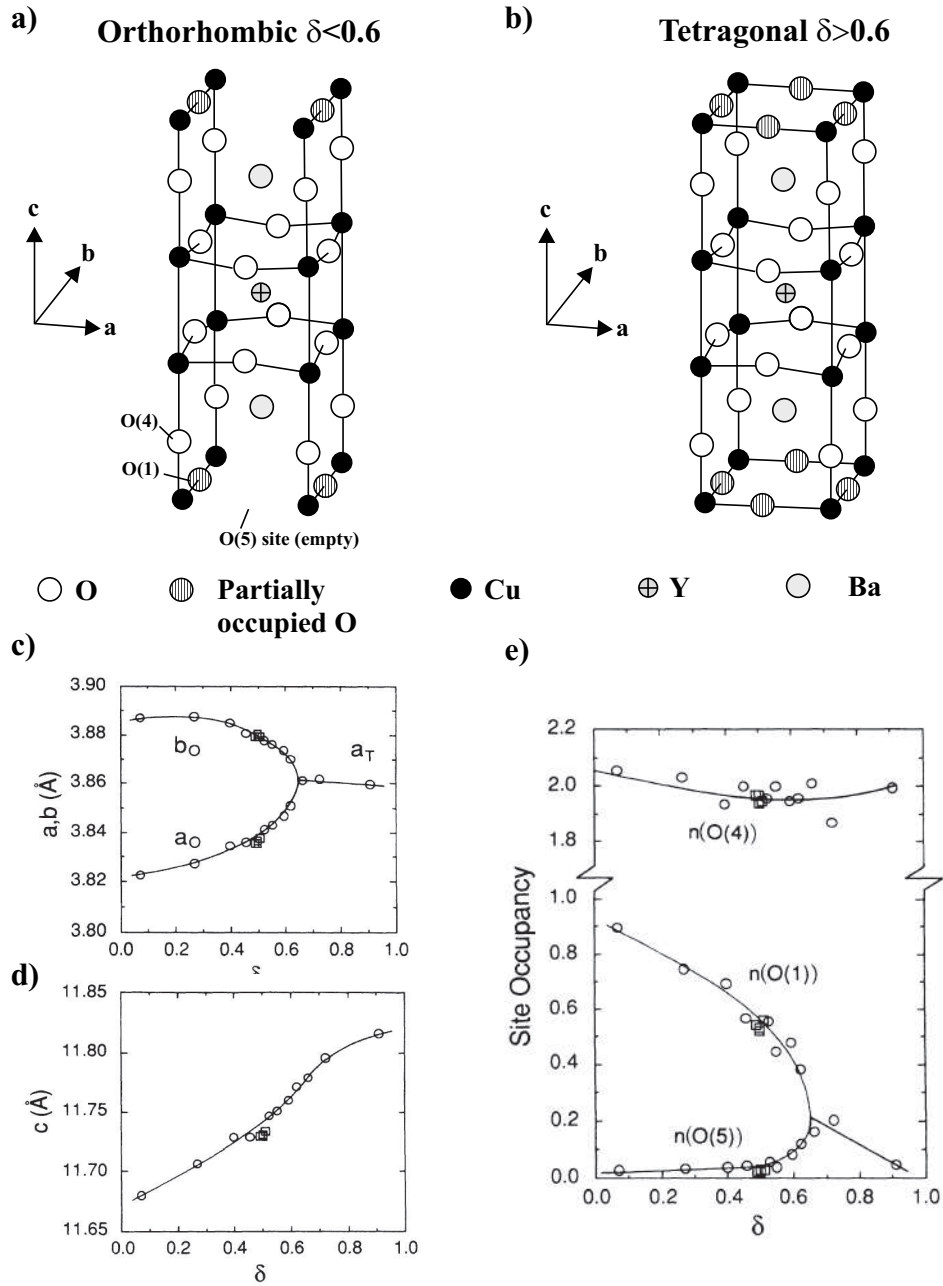 a) Orthorhombic δ<0.6
b) Tetragonal δ>0.6
c
b
a
O(4)
O(1)
O(5) site (empty)
c
b
a
O
Partially
occupied O
Cu
Y
Ba
c)
a,b (Å)
3.90
3.88
3.86
3.84
3.82
3.80
b
a
a_T
0.0 0.2 0.4 0.6 0.8 1.0
d)
c (Å)
11.85
11.80
11.75
11.70
11.65
0.0 0.2 0.4 0.6 0.8 1.0
δ
e)
Site Occupancy
2.2
2.0
1.8
1.0
0.8
0.6
0.4
0.2
0.0
n(O(4))
n(O(1))
n(O(5))
0.0 0.2 0.4 0.6 0.8 1.0
δ